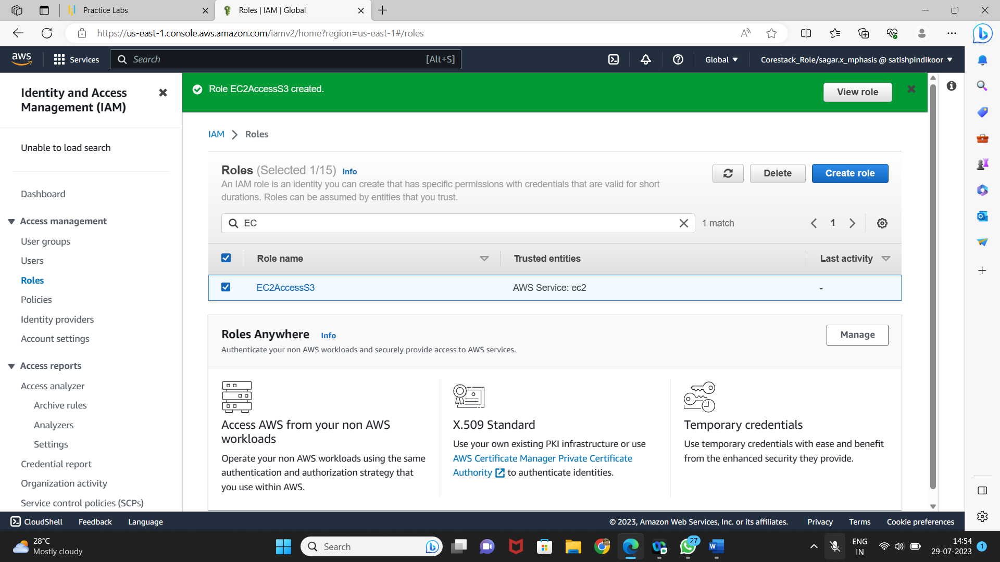 Practice Labs
Roles | IAM | Global
https://us-east-1.console.aws.amazon.com/iamv2/home?region=us-east-1#/roles
aws
Services
Search
[Alt+S]
Global
Corestack_Role/sagar.x_mphasis @ satishpindikoor
Identity and Access
Management (IAM)
Unable to load search
Dashboard
Access management
User groups
Users
Roles
Policies
Identity providers
Account settings
Access reports
Access analyzer
Archive rules
Analyzers
Settings
Credential report
Organization activity
Service control policies (SCPs)
Role EC2AccessS3 created.
View role
IAM
Roles
Roles (Selected 1/15) Info
An IAM role is an identity you can create that has specific permissions with credentials that are valid for short
durations. Roles can be assumed by entities that you trust.
Delete
Create role
EC
1 match
1
Role name
Trusted entities
Last activity
EC2AccessS3
AWS Service: ec2
-
Roles Anywhere Info
Authenticate your non AWS workloads and securely provide access to AWS services.
Manage
Access AWS from your non AWS
workloads
Operate your non AWS workloads using the same
authentication and authorization strategy that
you use within AWS.
X.509 Standard
Use your own existing PKI infrastructure or use
AWS Certificate Manager Private Certificate
Authority to authenticate identities.
Temporary credentials
Use temporary credentials with ease and benefit
from the enhanced security they provide.
CloudShell
Feedback
Language
© 2023, Amazon Web Services, Inc. or its affiliates.
Privacy
Terms
Cookie preferences
28°C
Mostly cloudy
Search
27
ENG
IN
14:54
29-07-2023
1